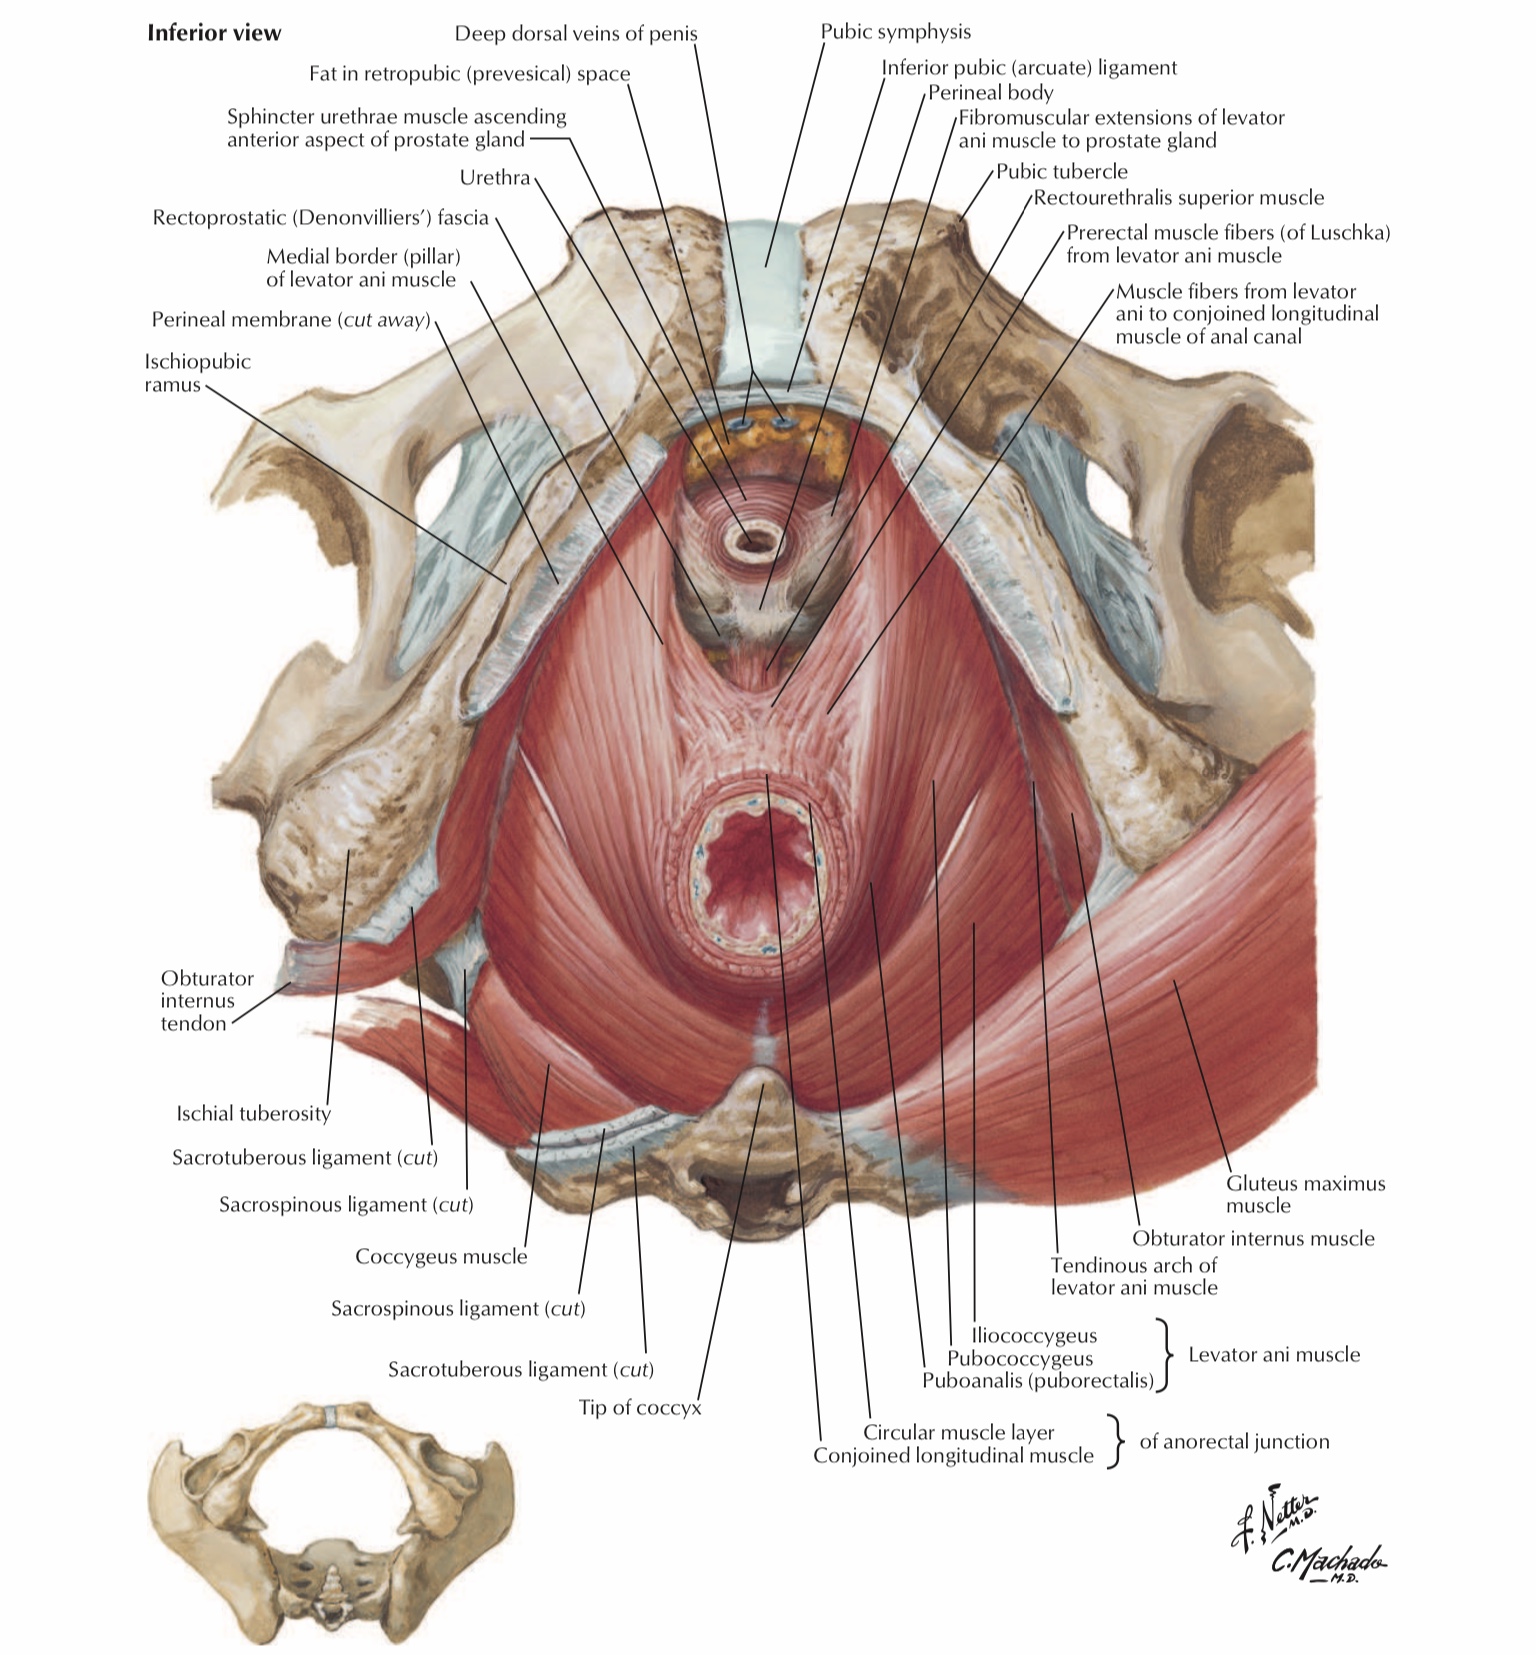 Inferior view
Deep dorsal veins of penis
Fat in retropubic (prevesical) space
Sphincter urethrae muscle ascending
anterior aspect of prostate gland
Urethra
Rectoprostatic (Denonvilliers’) fascia
Medial border (pillar)
of levator ani muscle
Perineal membrane (cut away)
Ischiopubic
ramus
Pubic symphysis
Inferior pubic (arcuate) ligament
Perineal body
Fibromuscular extensions of levator
ani muscle to prostate gland
Pubic tubercle
Rectourethralis superior muscle
Prerectal muscle fibers (of Luschka)
from levator ani muscle
Muscle fibers from levator
ani to conjoined longitudinal
muscle of anal canal
Obturator
internus
tendon
Ischial tuberosity
Sacrotuberous ligament (cut)
Sacrospinous ligament (cut)
Coccygeus muscle
Sacrospinous ligament (cut)
Sacrotuberous ligament (cut)
Tip of coccyx
Gluteus maximus
muscle
Obturator internus muscle
Tendinous arch of
levator ani muscle
Iliococcygeus
Pubococcygeus
Puboanalis (puborectalis)
Levator ani muscle
Circular muscle layer
Conjoined longitudinal muscle
of anorectal junction
F. Netter
M.D.
C. Machado
M.D.